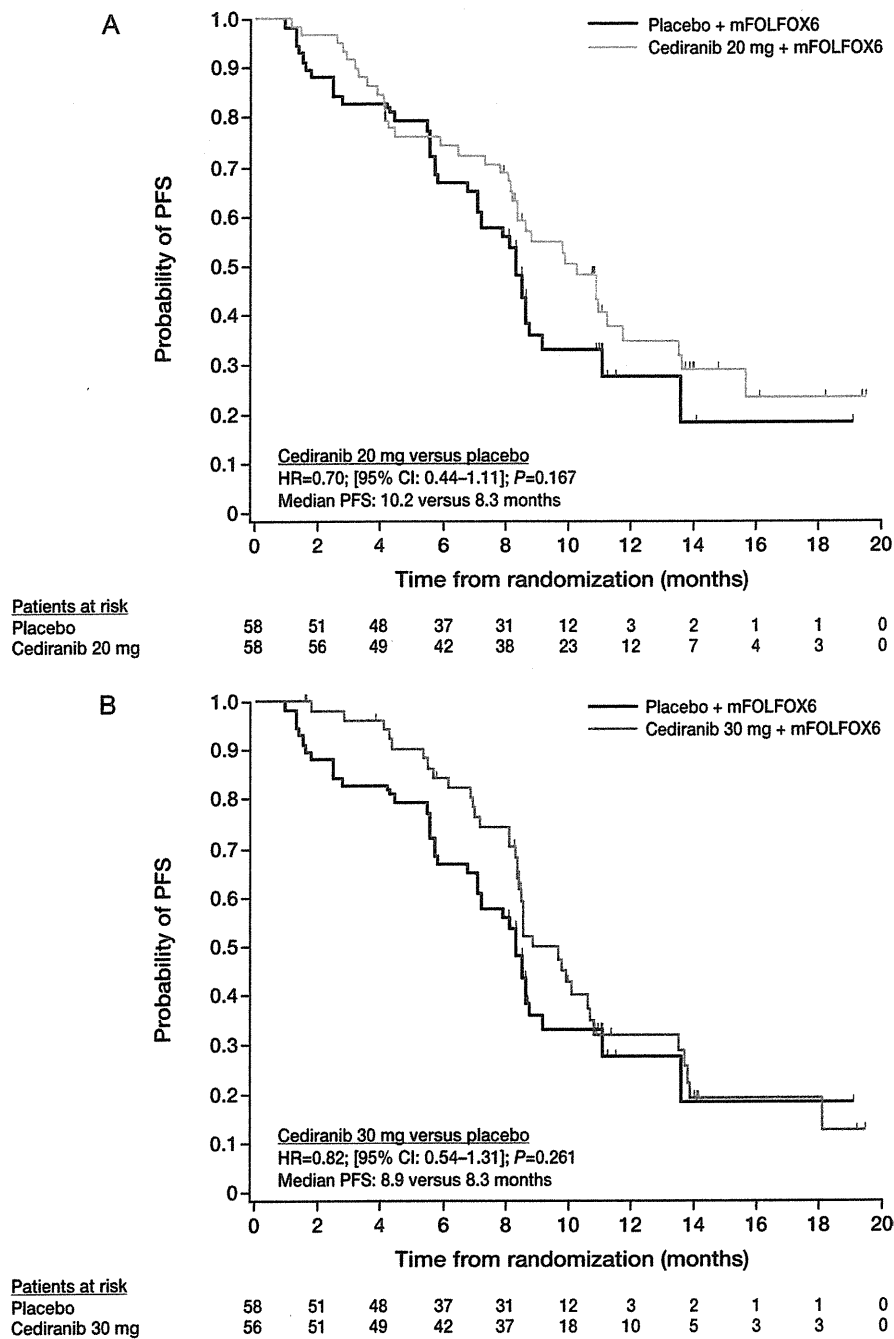 A
Placebo + mFOLFOX6
Cediranib 20 mg + mFOLFOX6
1.0
0.9
0.8
0.7
0.6
0.5
0.4
0.3
0.2
0.1
0
Probability of PFS
Cediranib 20 mg versus placebo
HR=0.70; [95% CI: 0.44–1.11]; P=0.167
Median PFS: 10.2 versus 8.3 months
0 2 4 6 8 10 12 14 16 18 20
Time from randomization (months)
Patients at risk
Placebo 58 51 48 37 31 12 3 2 1 1 0
Cediranib 20 mg 58 56 49 42 38 23 12 7 4 3 0
B
Placebo + mFOLFOX6
Cediranib 30 mg + mFOLFOX6
1.0
0.9
0.8
0.7
0.6
0.5
0.4
0.3
0.2
0.1
0
Probability of PFS
Cediranib 30 mg versus placebo
HR=0.82; [95% CI: 0.54–1.31]; P=0.261
Median PFS: 8.9 versus 8.3 months
0 2 4 6 8 10 12 14 16 18 20
Time from randomization (months)
Patients at risk
Placebo 58 51 48 37 31 12 3 2 1 1 0
Cediranib 30 mg 56 51 49 42 37 18 10 5 3 3 0